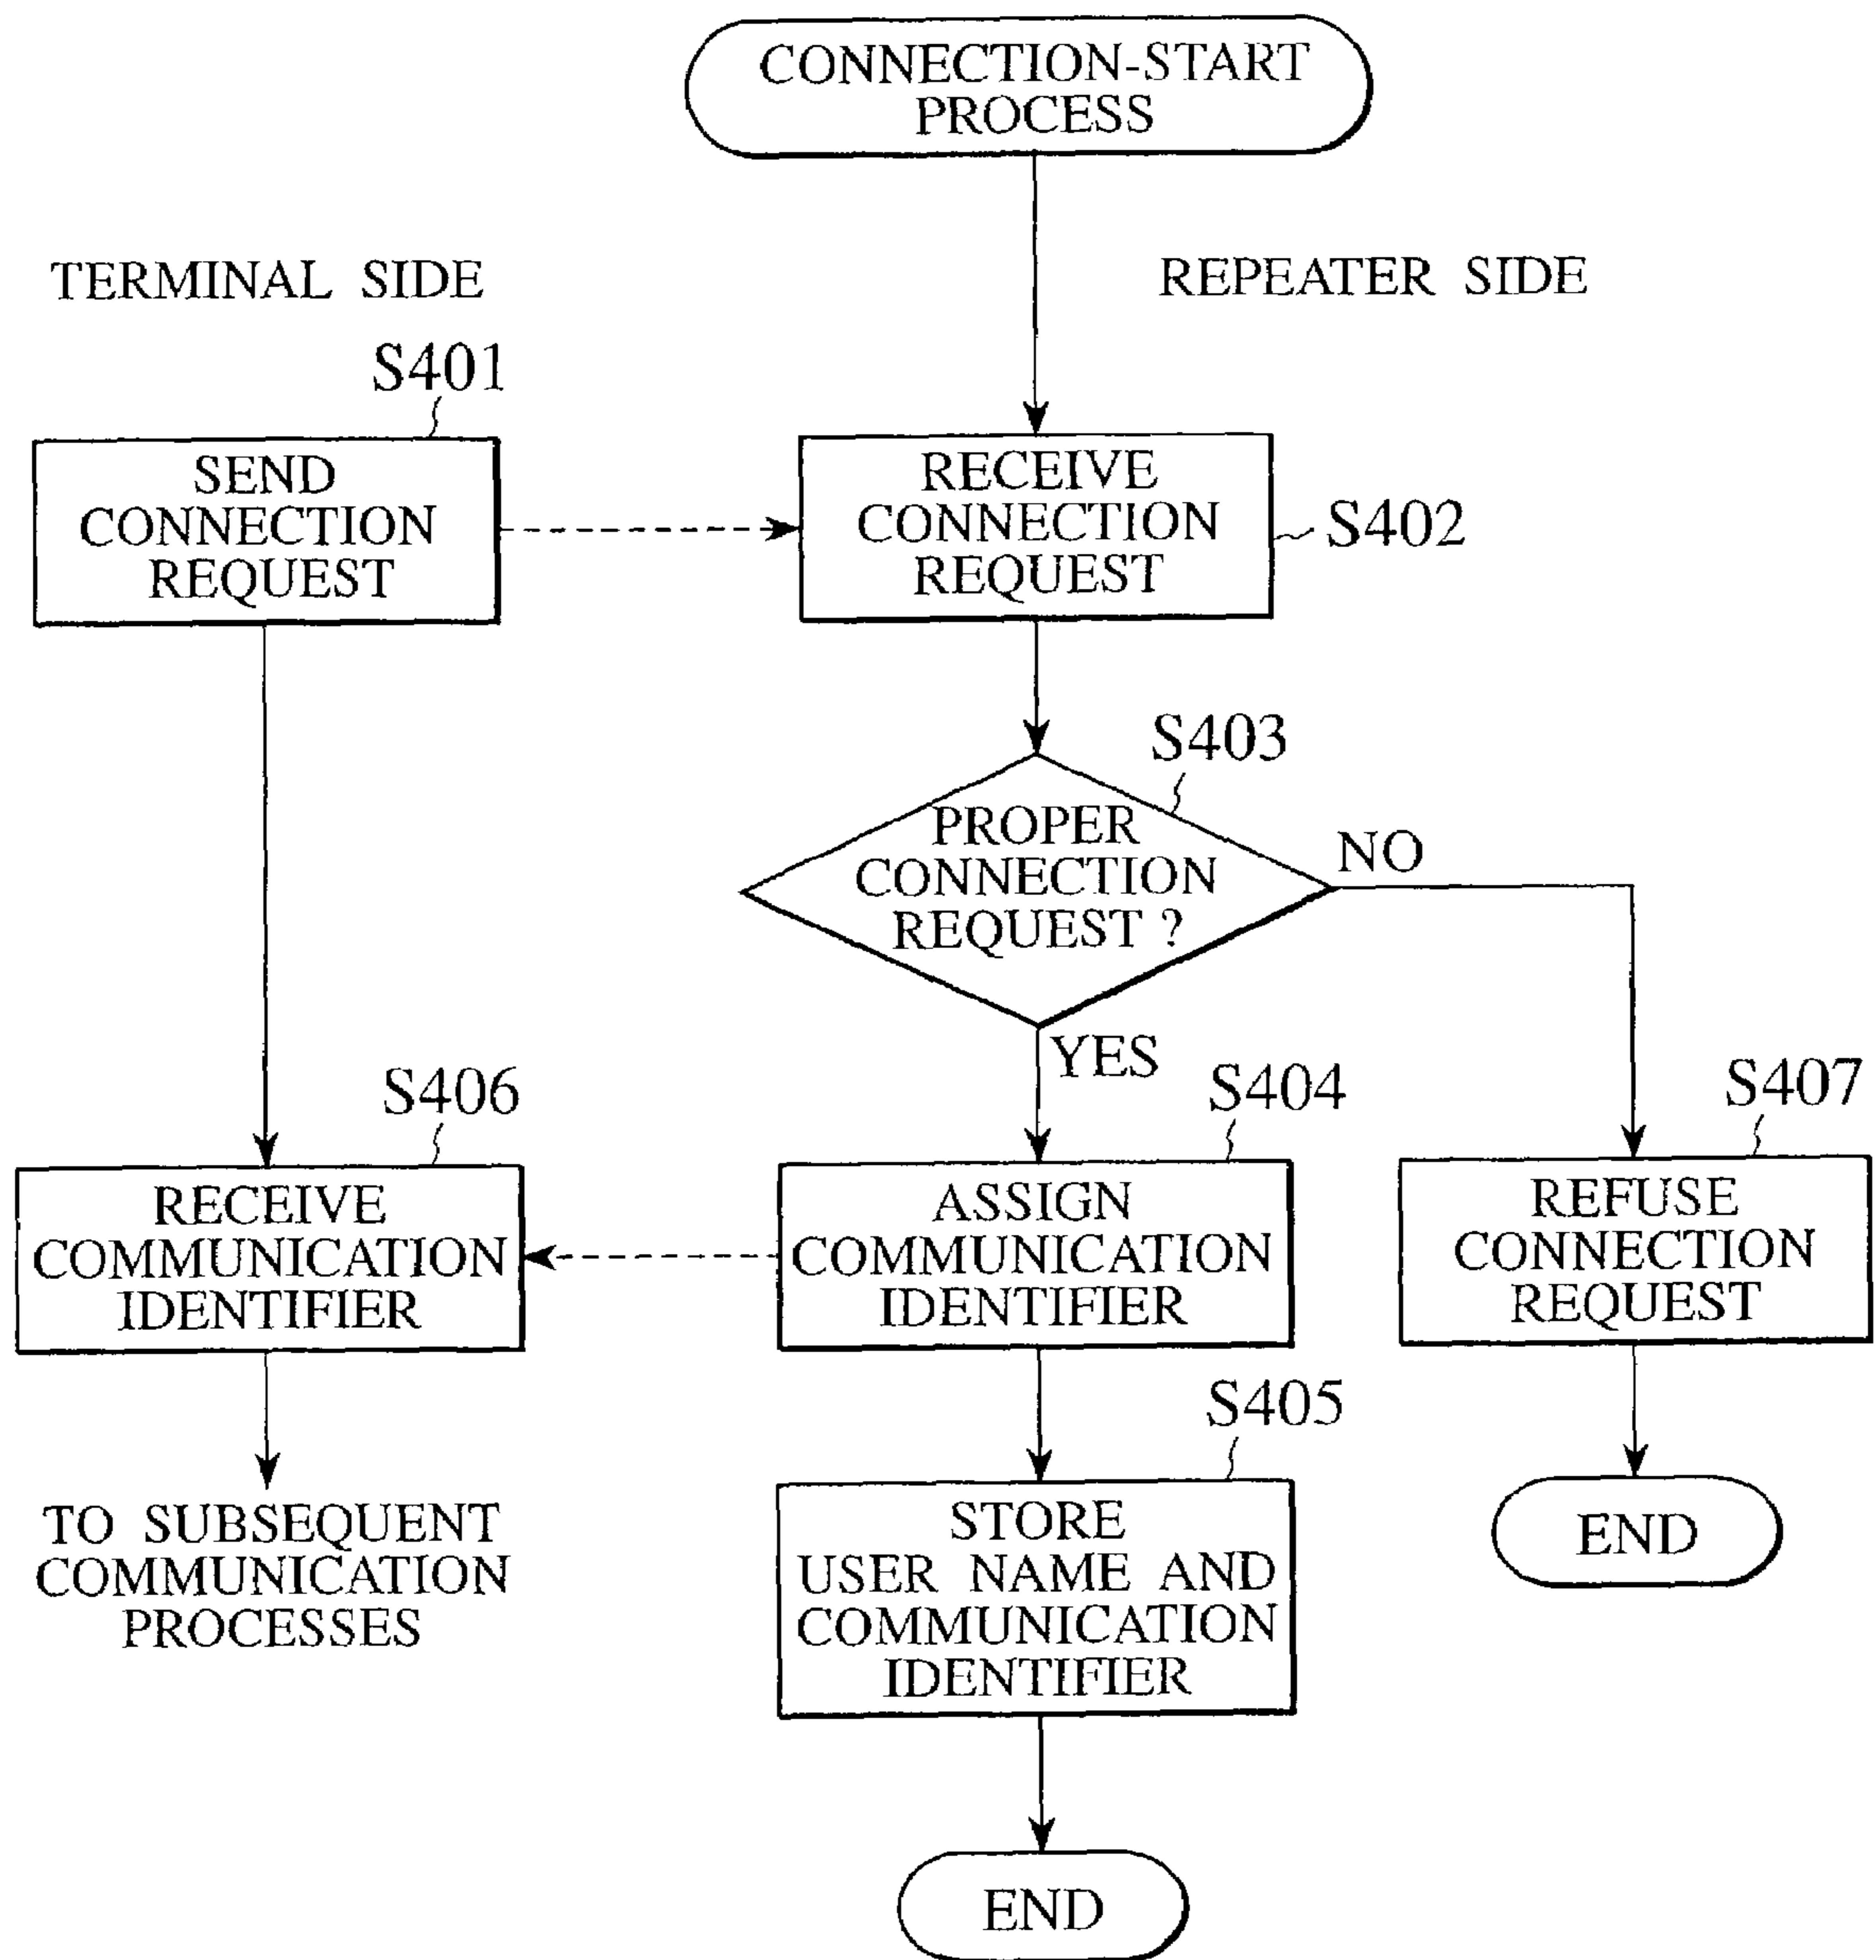 CONNECTION-START
PROCESS
TERMINAL SIDE
REPEATER SIDE
S401
SEND
CONNECTION
REQUEST
RECEIVE
CONNECTION
REQUEST
S402
S403
PROPER
CONNECTION
REQUEST ?
NO
YES
S406
RECEIVE
COMMUNICATION
IDENTIFIER
S404
ASSIGN
COMMUNICATION
IDENTIFIER
S407
REFUSE
CONNECTION
REQUEST
TO SUBSEQUENT
COMMUNICATION
PROCESSES
S405
STORE
USER NAME AND
COMMUNICATION
IDENTIFIER
END
END